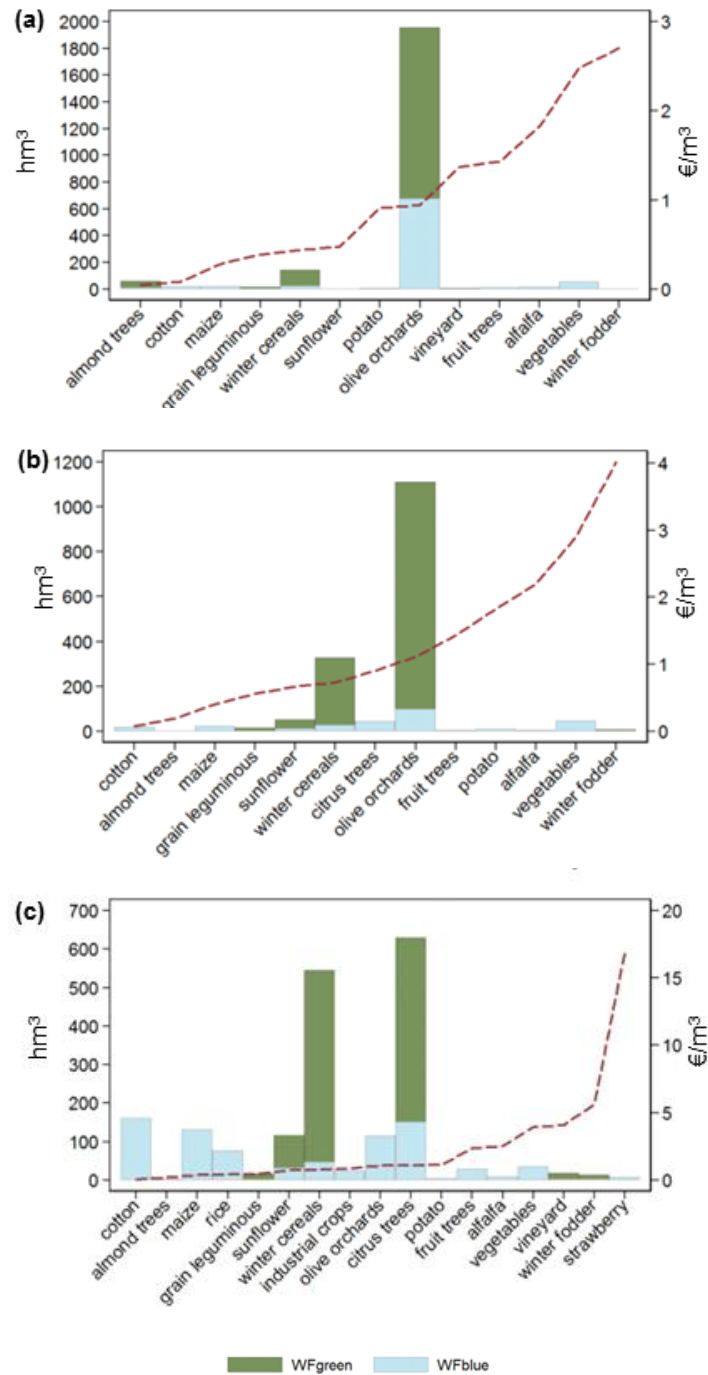 (a)
2000
1800
1600
1400
1200
1000
800
600
400
200
0
hm³
3
2
1
0
€/m³
almond trees
cotton
maize
grain leguminous
winter cereals
sunflower
potato
olive orchards
vineyard
fruit trees
alfalfa
vegetables
winter fodder
(b)
1200
1000
800
600
400
200
0
hm³
4
3
2
1
0
€/m³
cotton
almond trees
maize
grain leguminous
sunflower
winter cereals
citrus trees
olive orchards
fruit trees
potato
alfalfa
vegetables
winter fodder
(c)
700
600
500
400
300
200
100
0
hm³
20
15
10
5
0
€/m³
cotton
almond trees
maize
rice
grain leguminous
sunflower
winter cereals
industrial crops
olive orchards
citrus trees
potato
fruit trees
alfalfa
vegetables
vineyard
winter fodder
strawberry
WFgreen WFblue